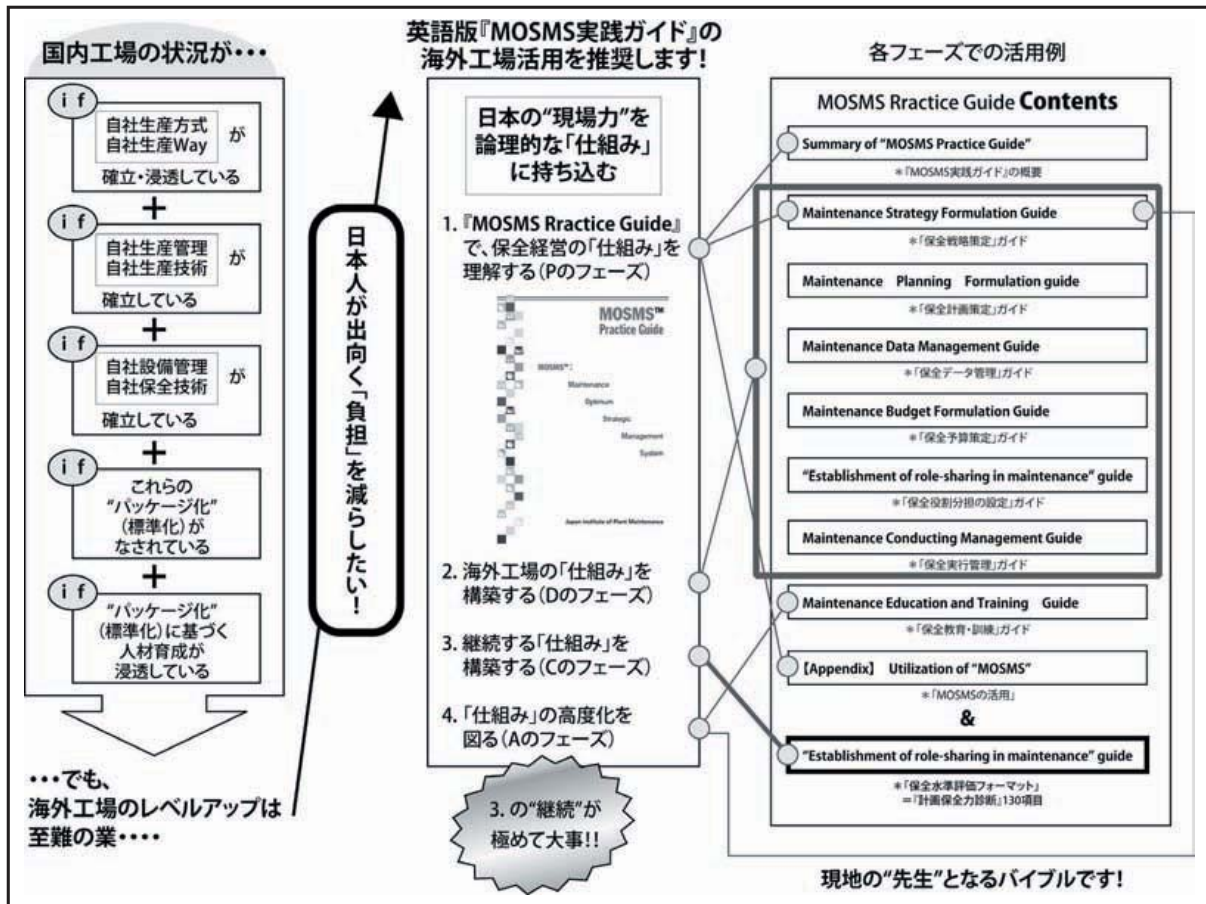 国内工場の状況が・・・
i f
自社生産方式
自社生産Way
が
確立・浸透している
+
i f
自社生産管理
自社生産技術
が
確立している
+
i f
自社設備管理
自社保全技術
が
確立している
+
i f
これらの
“パッケージ化”
(標準化)が
なされている
+
i f
“パッケージ化”
(標準化)に基づく
人材育成が
浸透している
・・・でも、
海外工場のレベルアップは
至難の業・・・・
日本人が出向く「負担」を減らしたい！
英語版『MOSMS実践ガイド』の
海外工場活用を推奨します！
日本の“現場力”を
論理的な「仕組み」
に持ち込む
1.『MOSMS Rractice Guide』
で、保全経営の「仕組み」を
理解する(Pのフェーズ)
MOSMS™
Practice Guide
MOSMS™:
Maintenance
Optimum
Strategic
Management
System
Japan Institute of Plant Maintenance
2. 海外工場の「仕組み」を
構築する(Dのフェーズ)
3. 継続する「仕組み」を
構築する(Cのフェーズ)
4. 「仕組み」の高度化を
図る(Aのフェーズ)
3. の“継続”が
極めて大事!!
各フェーズでの活用例
MOSMS Rractice Guide Contents
Summary of “MOSMS Practice Guide”
＊『MOSMS実践ガイド』の概要
Maintenance Strategy Formulation Guide
＊「保全戦略策定」ガイド
Maintenance Planning Formulation guide
＊「保全計画策定」ガイド
Maintenance Data Management Guide
＊「保全データ管理」ガイド
Maintenance Budget Formulation Guide
＊「保全予算策定」ガイド
“Establishment of role-sharing in maintenance” guide
＊「保全役割分担の設定」ガイド
Maintenance Conducting Management Guide
＊「保全実行管理」ガイド
Maintenance Education and Training Guide
＊「保全教育・訓練」ガイド
【Appendix】 Utilization of “MOSMS”
＊「MOSMSの活用」
&
“Establishment of role-sharing in maintenance” guide
＊「保全水準評価フォーマット」
＝『計画保全力診断』130項目
現地の“先生”となるバイブルです！